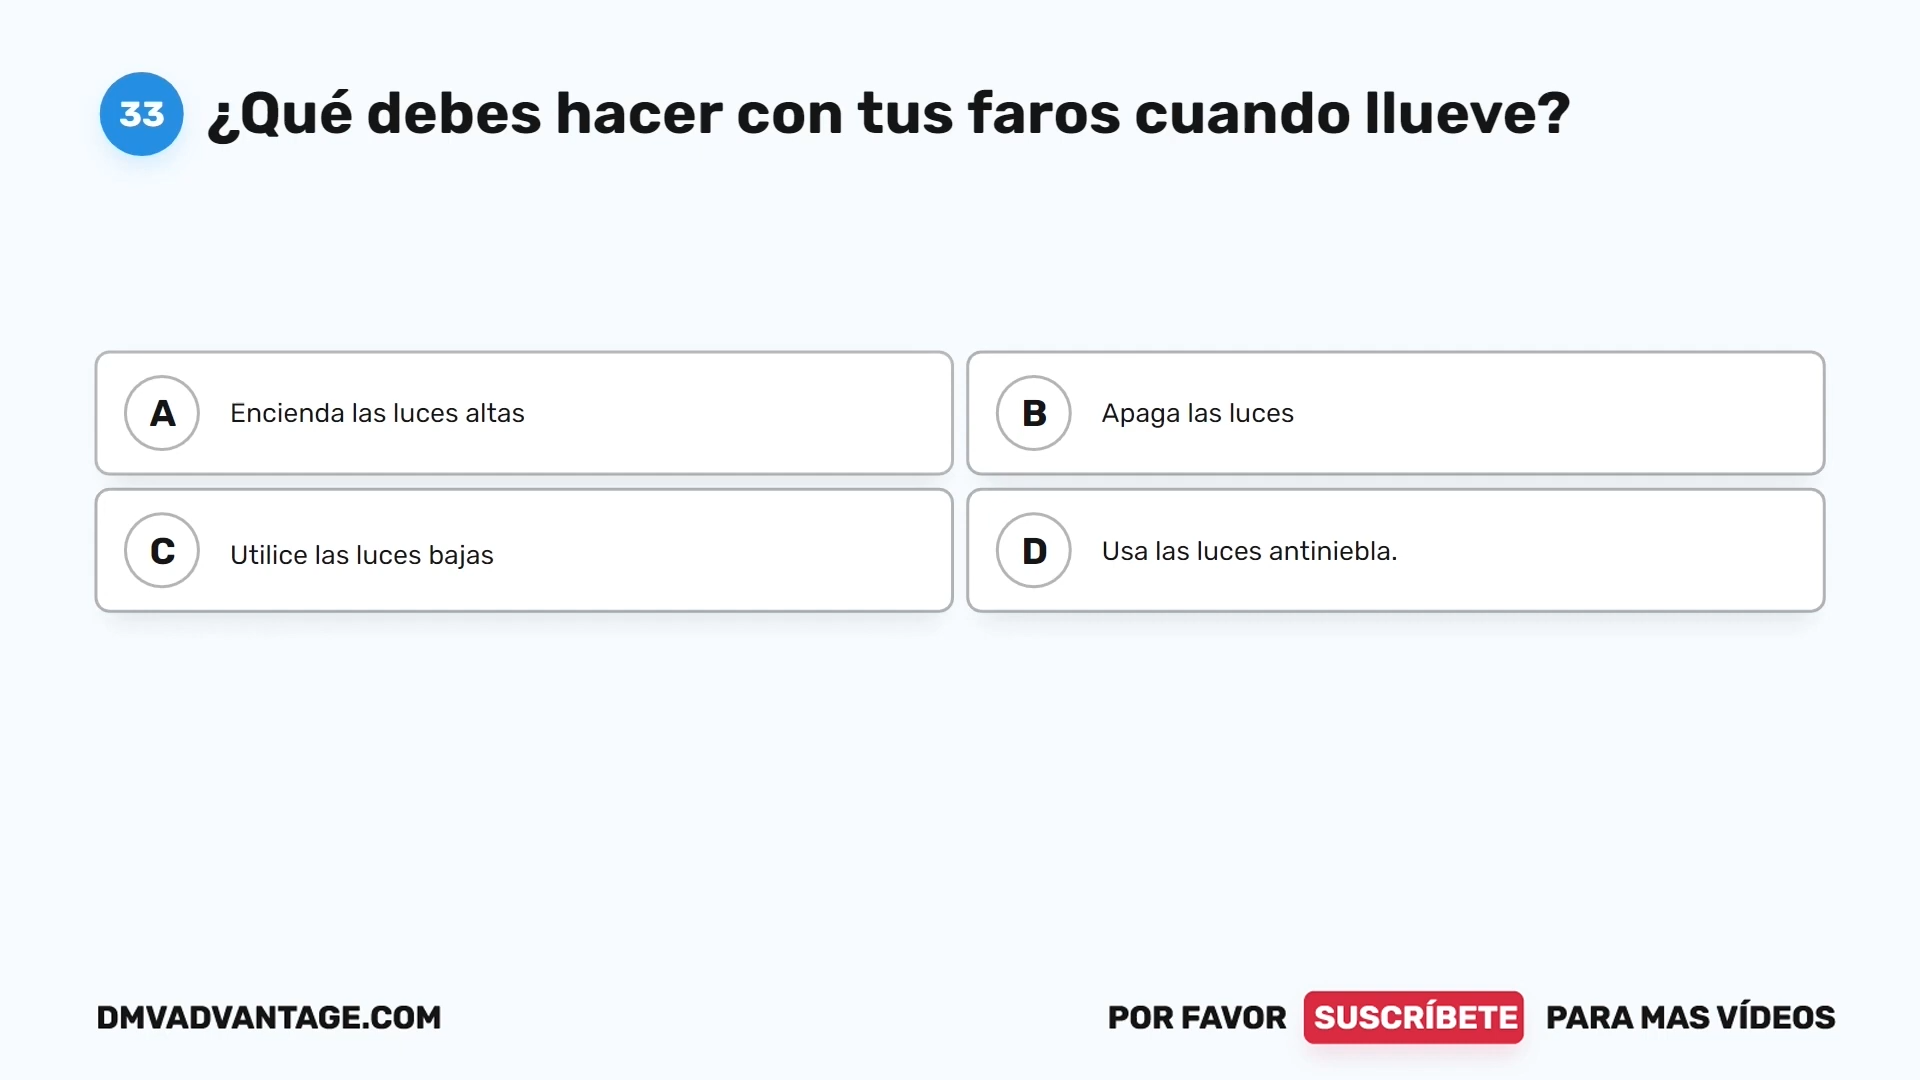 33 ¿Qué debes hacer con tus faros cuando llueve?
A Encienda las luces altas
B Apaga las luces
C Utilice las luces bajas
D Usa las luces antiniebla.
DMVADVANTAGE.COM
POR FAVOR SUSCRÍBETE PARA MAS VÍDEOS